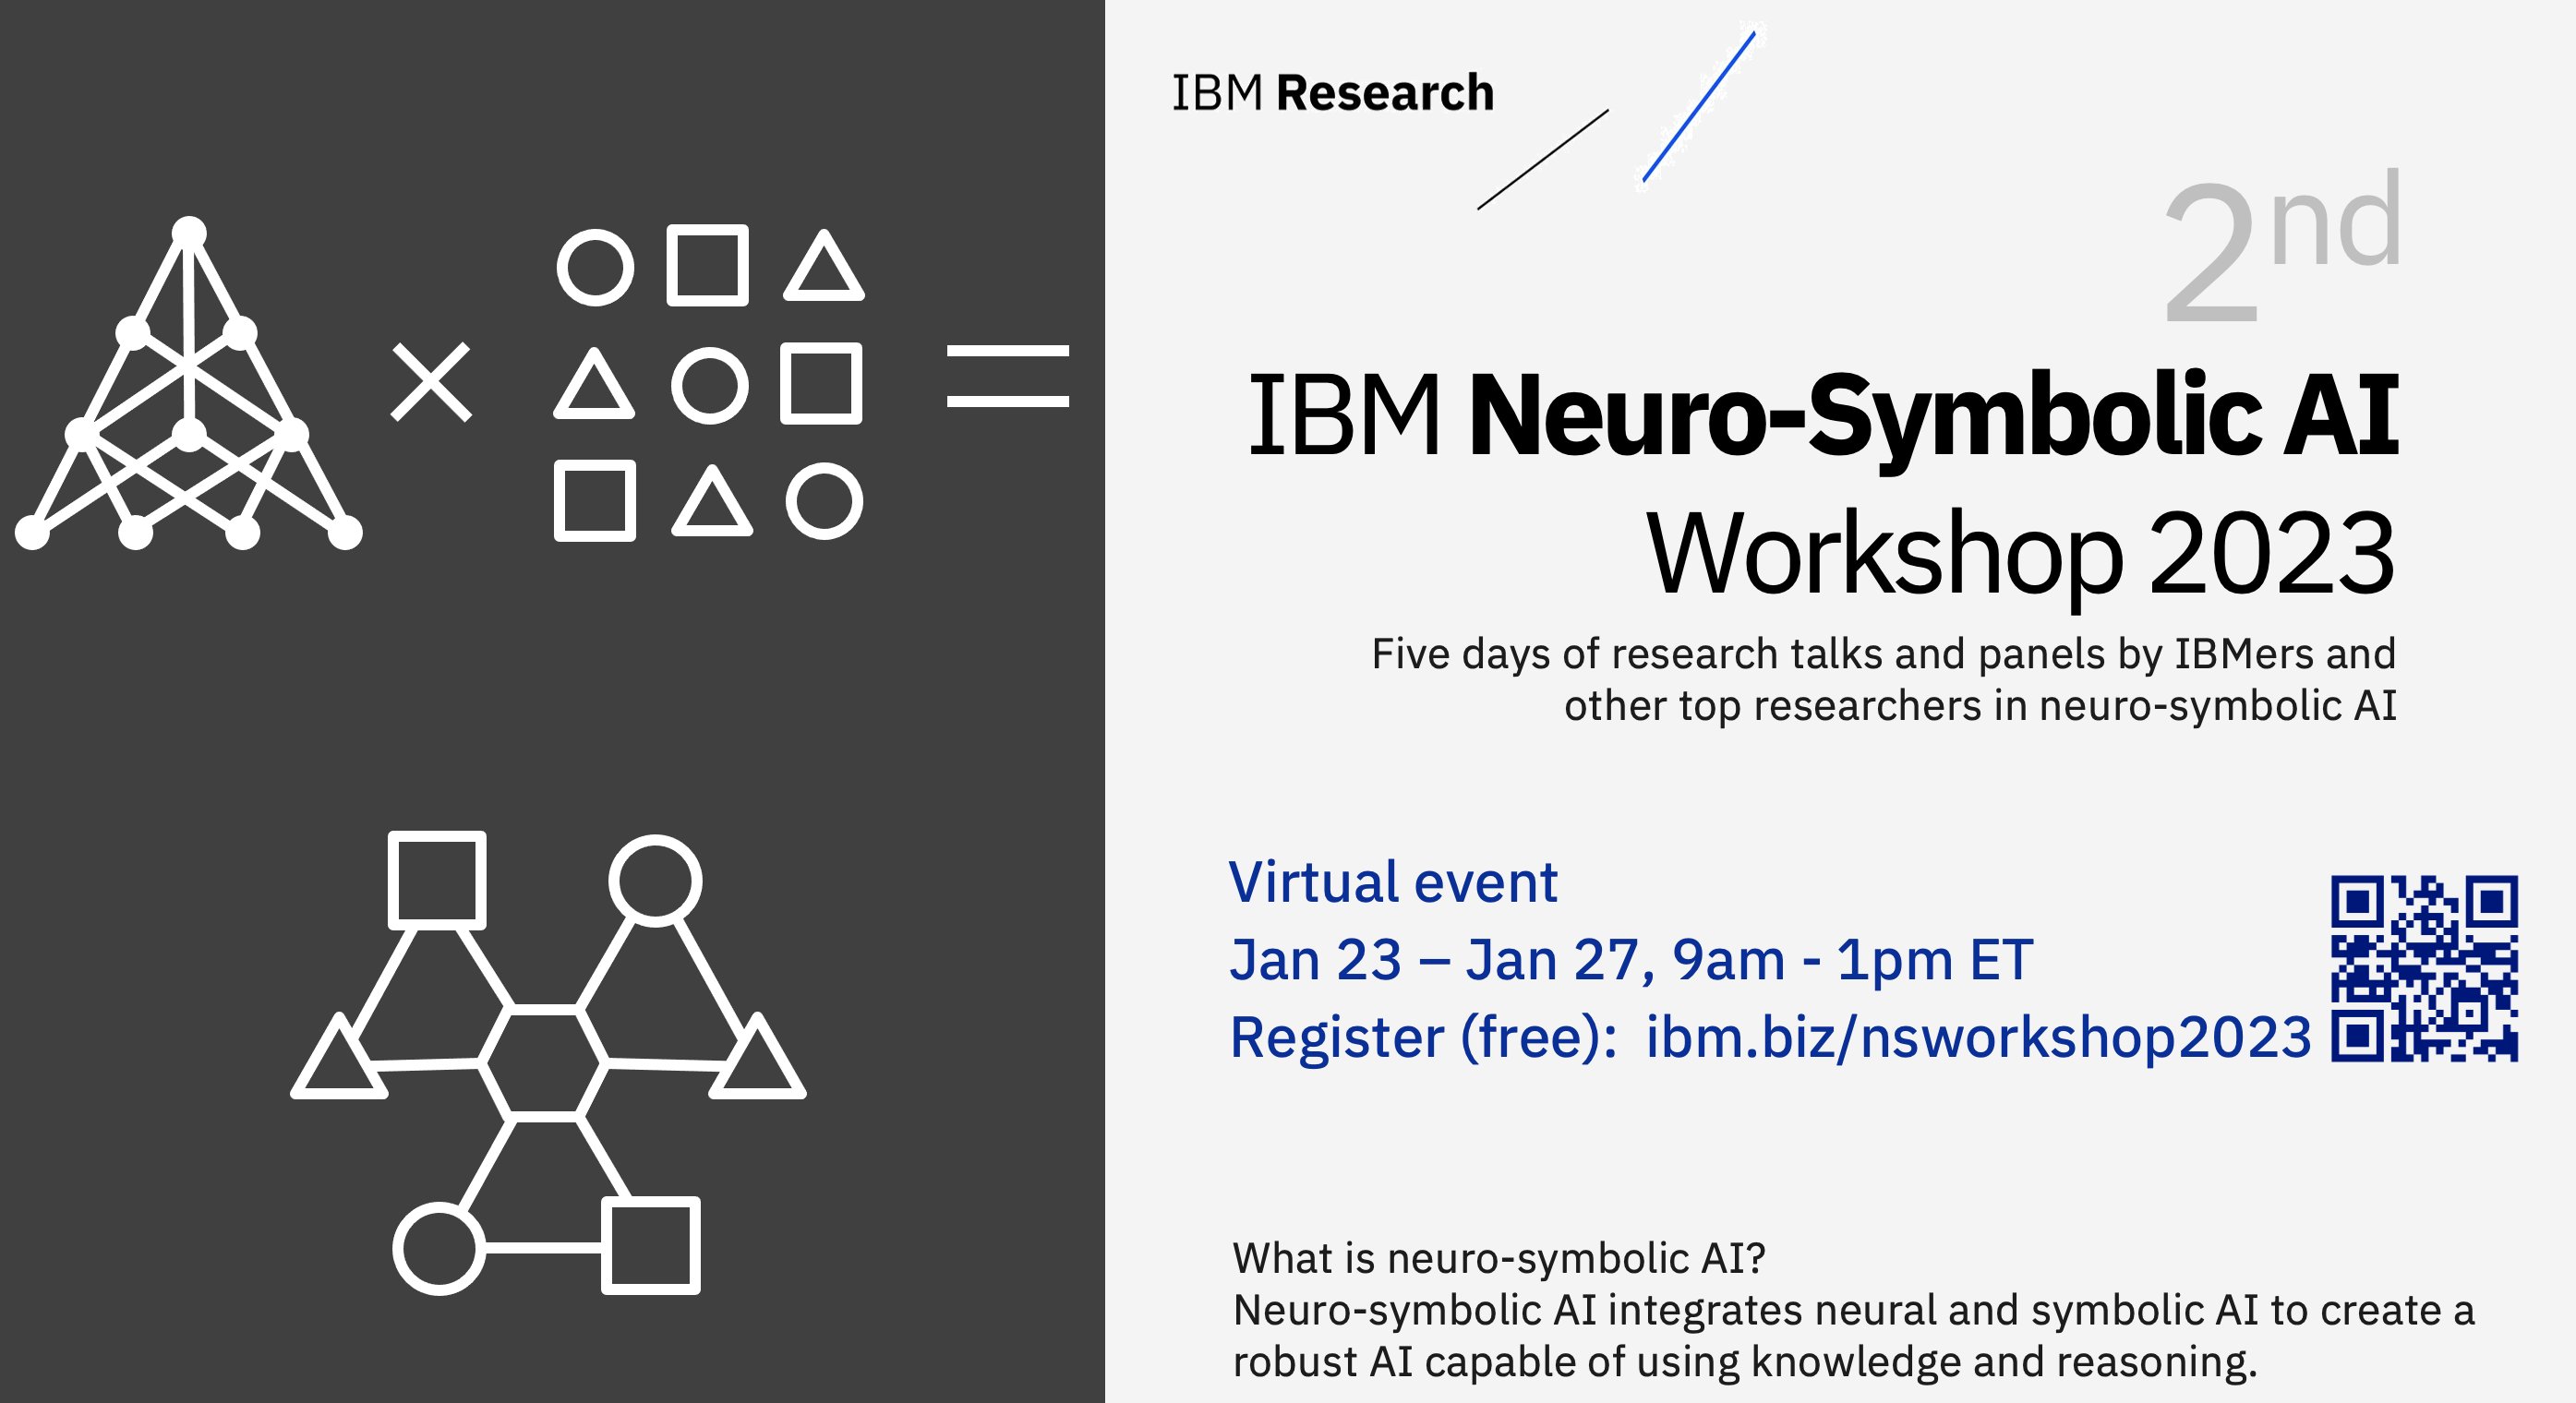 IBM Research
2nd
IBM Neuro-Symbolic AI
Workshop 2023
Five days of research talks and panels by IBMers and
other top researchers in neuro-symbolic AI
Virtual event
Jan 23 – Jan 27, 9am - 1pm ET
Register (free): ibm.biz/nsworkshop2023
What is neuro-symbolic AI?
Neuro-symbolic AI integrates neural and symbolic AI to create a
robust AI capable of using knowledge and reasoning.